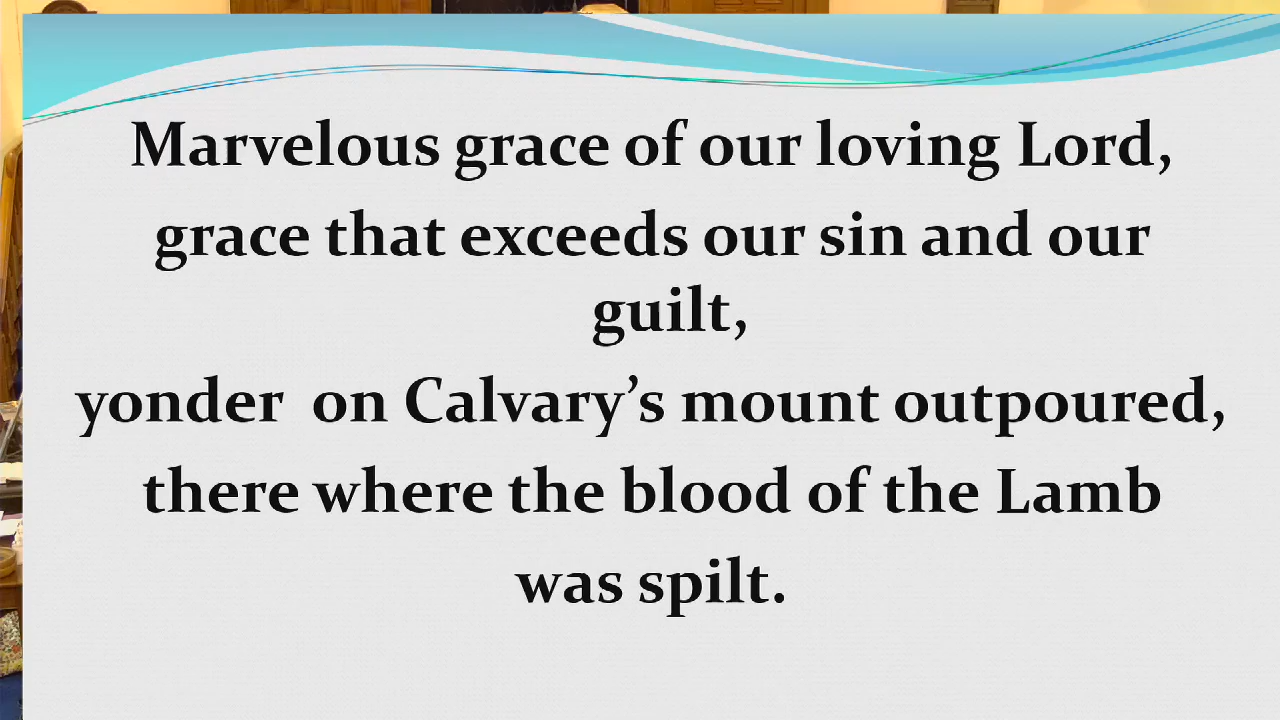 Marvelous grace of our loving Lord,
grace that exceeds our sin and our
guilt,
yonder  on Calvary’s mount outpoured,
there where the blood of the Lamb
was spilt.